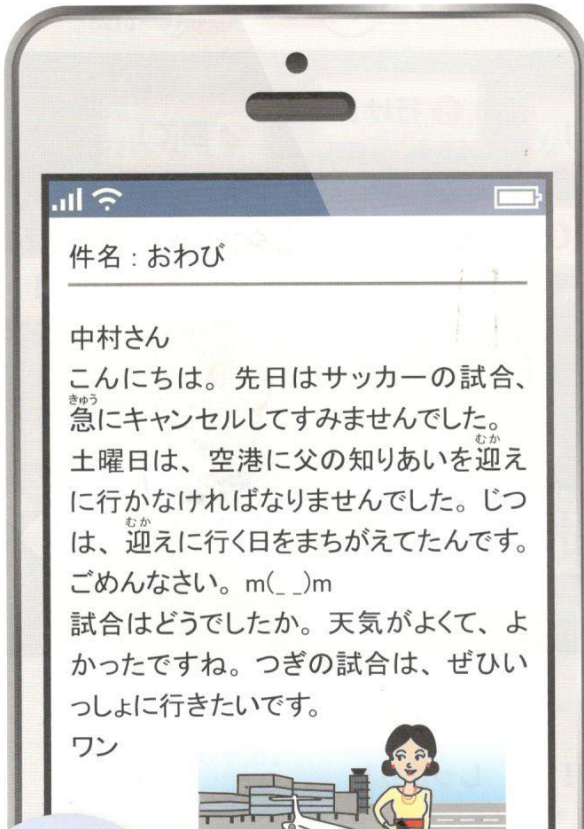 件名：おわび
中村さん
こんにちは。先日はサッカーの試合、
急にキャンセルしてすみませんでした。
土曜日は、空港に父の知りあいを迎え
に行かなければなりませんでした。じつ
は、迎えに行く日をまちがえてたんです。
ごめんなさい。m(_ _)m
試合はどうでしたか。天気がよくて、よ
かったですね。つぎの試合は、ぜひい
っしょに行きたいです。
ワン